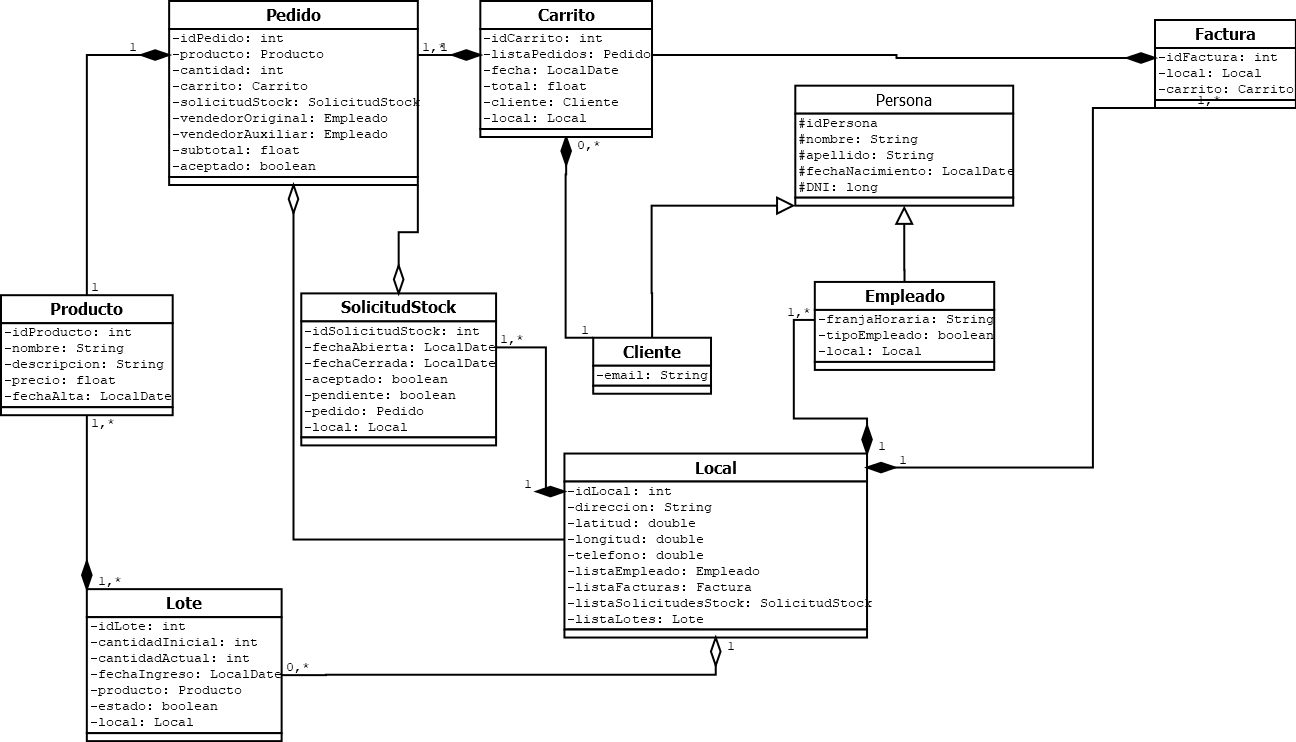 Pedido
-idPedido: int
-producto: Producto
-cantidad: int
-carrito: Carrito
-solicitudStock: SolicitudStock
-vendedorOriginal: Empleado
-vendedorAuxiliar: Empleado
-subtotal: float
-aceptado: boolean
1
1,*
1
Carrito
-idCarrito: int
-listaPedidos: Pedido
-fecha: LocalDate
-total: float
-cliente: Cliente
-local: Local
0,*
Factura
-idFactura: int
-local: Local
-carrito: Carrito
1,*
Persona
#idPersona
#nombre: String
#apellido: String
#fechaNacimiento: LocalDate
#DNI: long
1
Producto
-idProducto: int
-nombre: String
-descripcion: String
-precio: float
-fechaAlta: LocalDate
1,*
SolicitudStock
-idSolicitudStock: int
-fechaAbierta: LocalDate
-fechaCerrada: LocalDate
-aceptado: boolean
-pendiente: boolean
-pedido: Pedido
-local: Local
1,*
1
Cliente
-email: String
Empleado
-franjaHoraria: String
-tipoEmpleado: boolean
-local: Local
1,*
1
1
1
Local
-idLocal: int
-direccion: String
-latitud: double
-longitud: double
-telefono: double
-listaEmpleado: Empleado
-listaFacturas: Factura
-listaSolicitudesStock: SolicitudStock
-listaLotes: Lote
1
1,*
Lote
-idLote: int
-cantidadInicial: int
-cantidadActual: int
-fechaIngreso: LocalDate
-producto: Producto
-estado: boolean
-local: Local
0,*